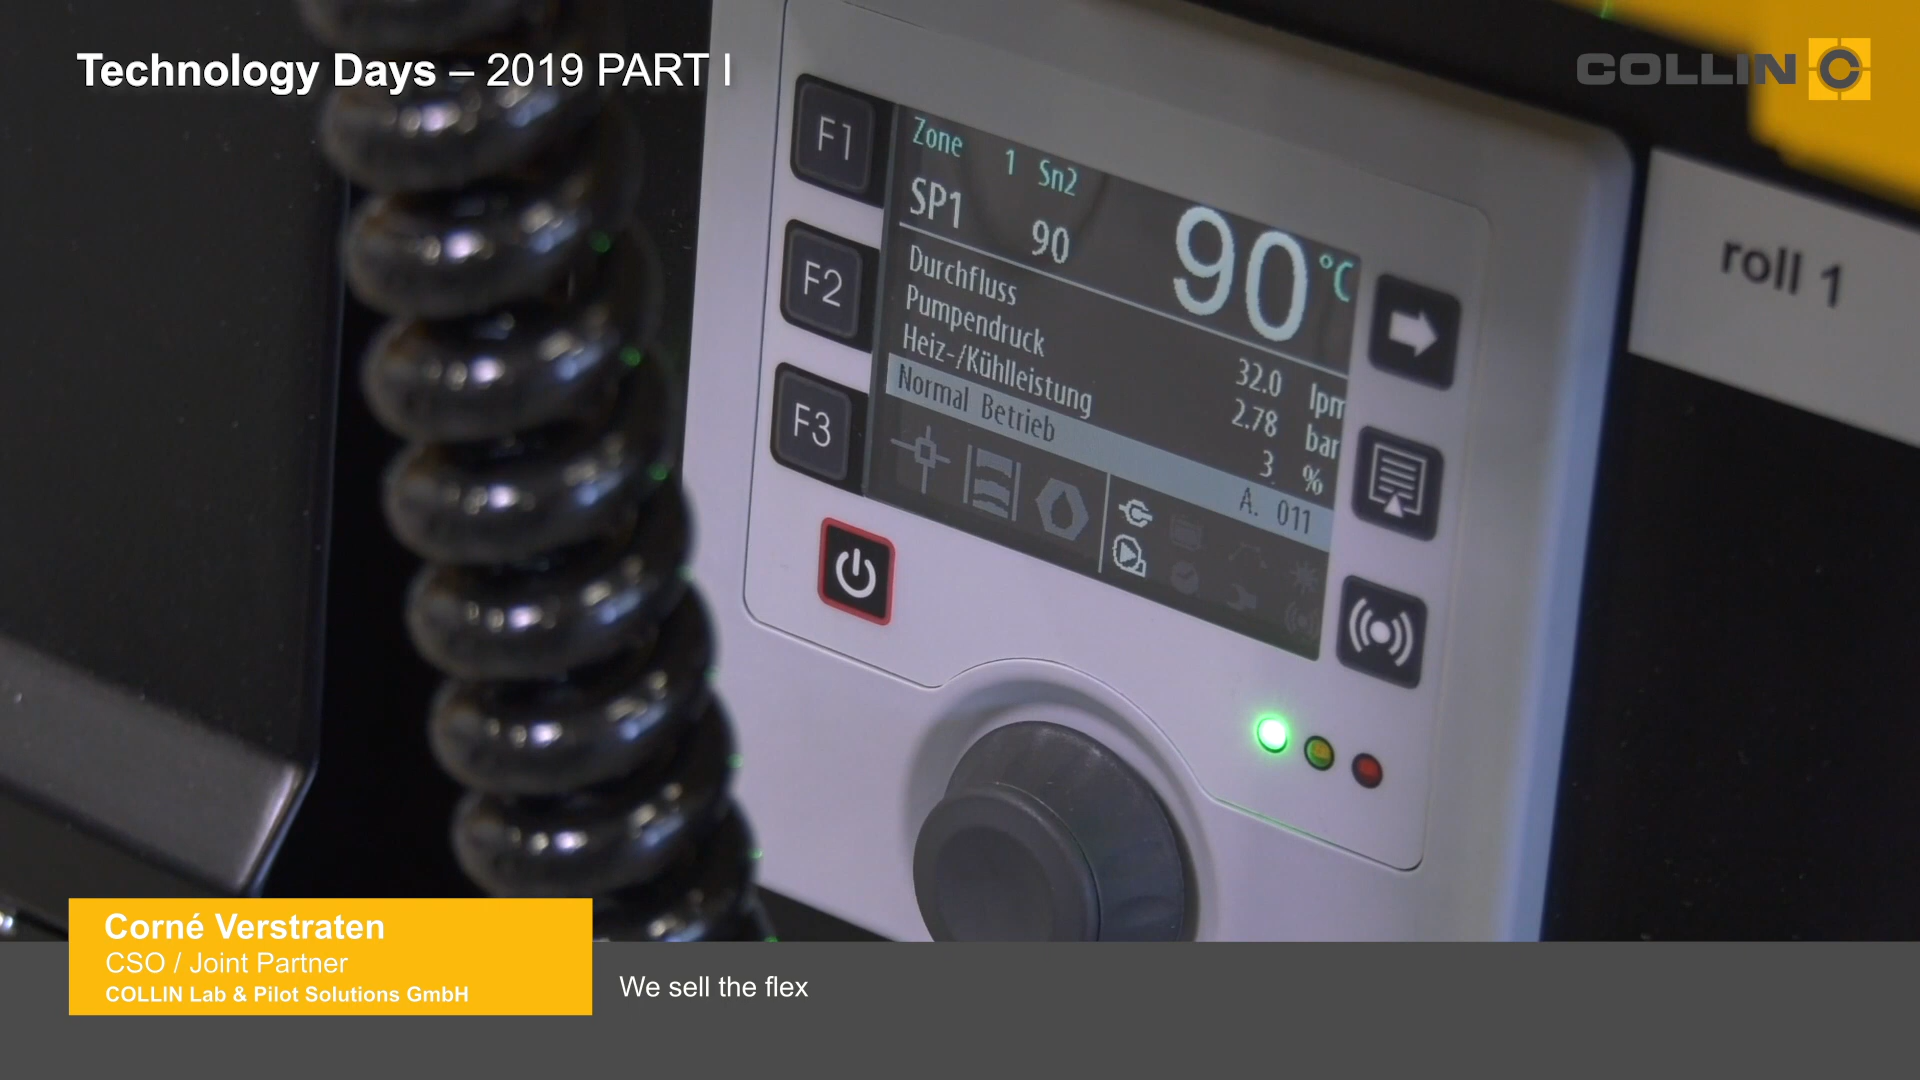 Technology Days – 2019 PART I
COLLIN
F1
F2
F3
Zone 1 Sn2
SP1 90
90 °C
Durchfluss 32.0 lpm
Pumpendruck 2.78 bar
Heiz-/Kühlleistung 3 %
Normal Betrieb A. 011
roll 1
Corné Verstraten
CSO / Joint Partner
COLLIN Lab & Pilot Solutions GmbH
We sell the flex